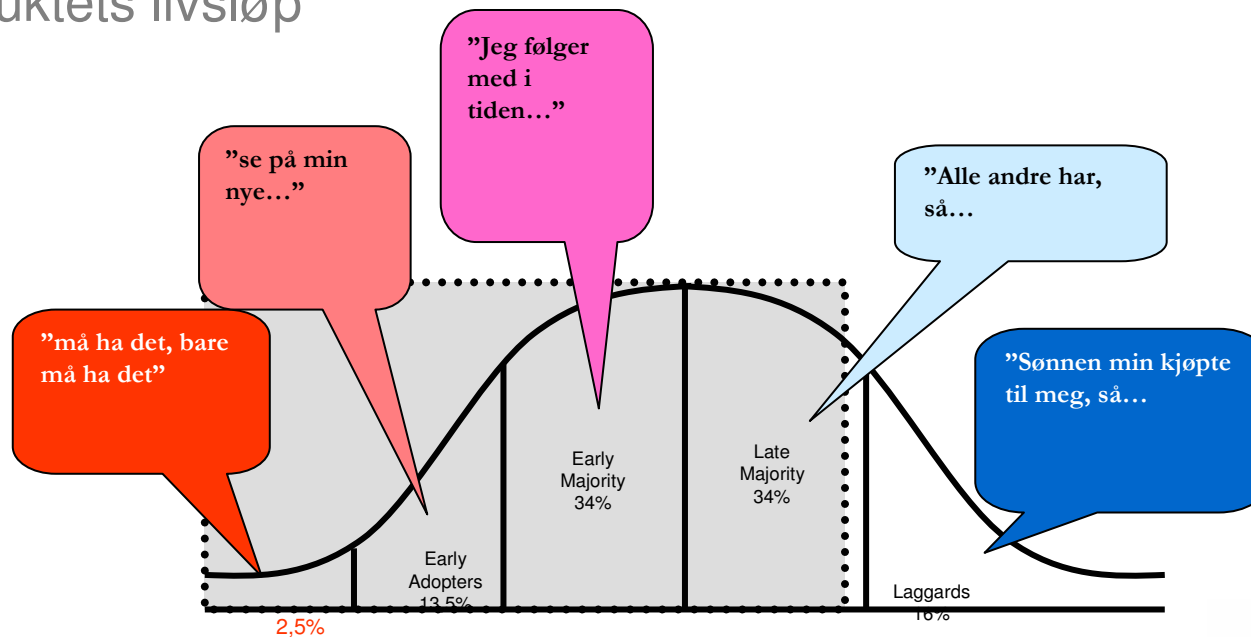 uktets livsløp
”Jeg følger
med i
tiden…”
”se på min
nye…”
”Alle andre har,
så…
”må ha det, bare
må ha det”
”Sønnen min kjøpte
til meg, så…
Early
Majority
34%
Late
Majority
34%
Early
Adopters
13,5%
Laggards
16%
2,5%